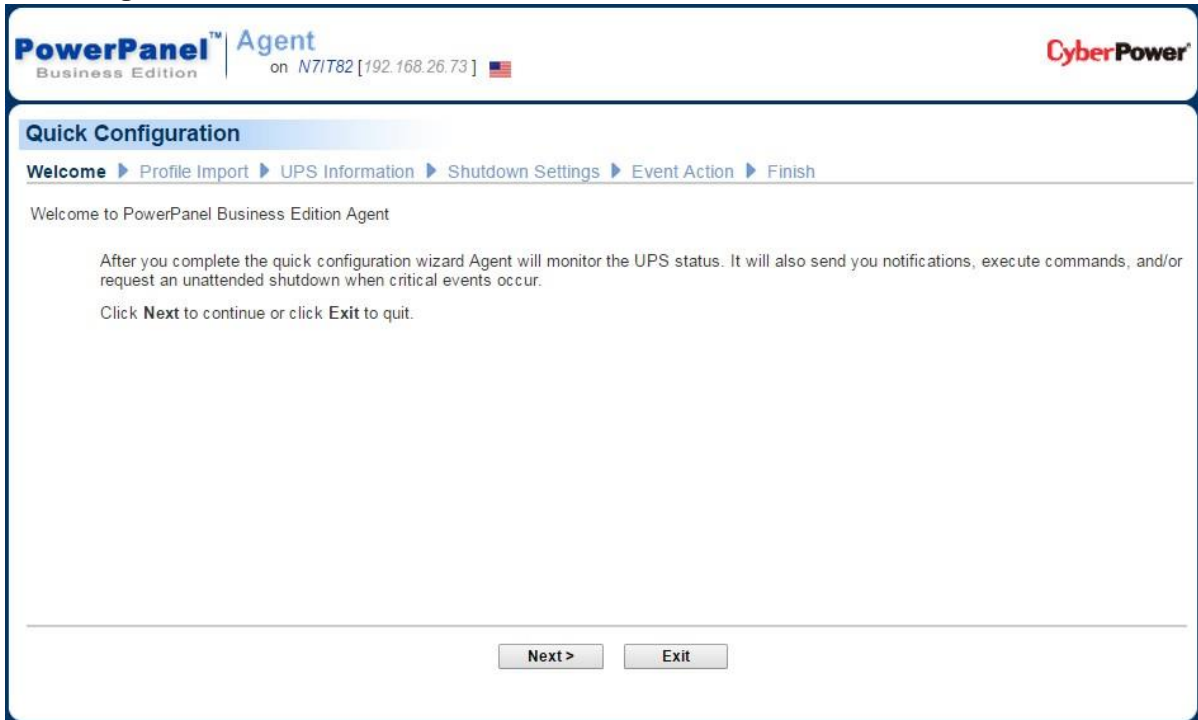 PowerPanel™ Agent
Business Edition on N7IT82 [192.168.26.73 ]
CyberPower
Quick Configuration
Welcome Profile Import UPS Information Shutdown Settings Event Action Finish
Welcome to PowerPanel Business Edition Agent
After you complete the quick configuration wizard Agent will monitor the UPS status. It will also send you notifications, execute commands, and/or
request an unattended shutdown when critical events occur.
Click Next to continue or click Exit to quit.
Next > Exit